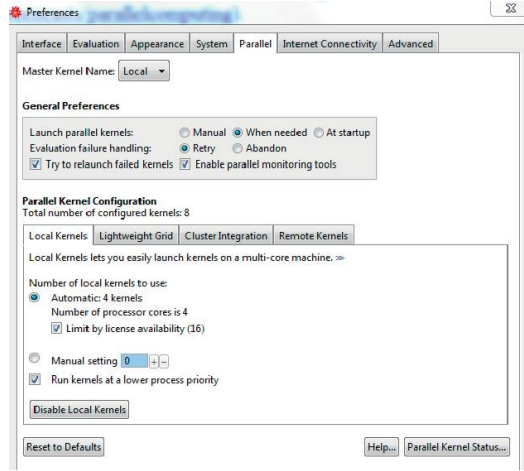 Preferences
Interface Evaluation Appearance System Parallel Internet Connectivity Advanced
Master Kernel Name: Local
General Preferences
Launch parallel kernels: Manual When needed At startup
Evaluation failure handling: Retry Abandon
Try to relaunch failed kernels Enable parallel monitoring tools
Parallel Kernel Configuration
Total number of configured kernels: 8
Local Kernels Lightweight Grid Cluster Integration Remote Kernels
Local Kernels lets you easily launch kernels on a multi-core machine. »
Number of local kernels to use:
Automatic: 4 kernels
Number of processor cores is 4
Limit by license availability (16)
Manual setting 0 + -
Run kernels at a lower process priority
Disable Local Kernels
Reset to Defaults Help... Parallel Kernel Status...